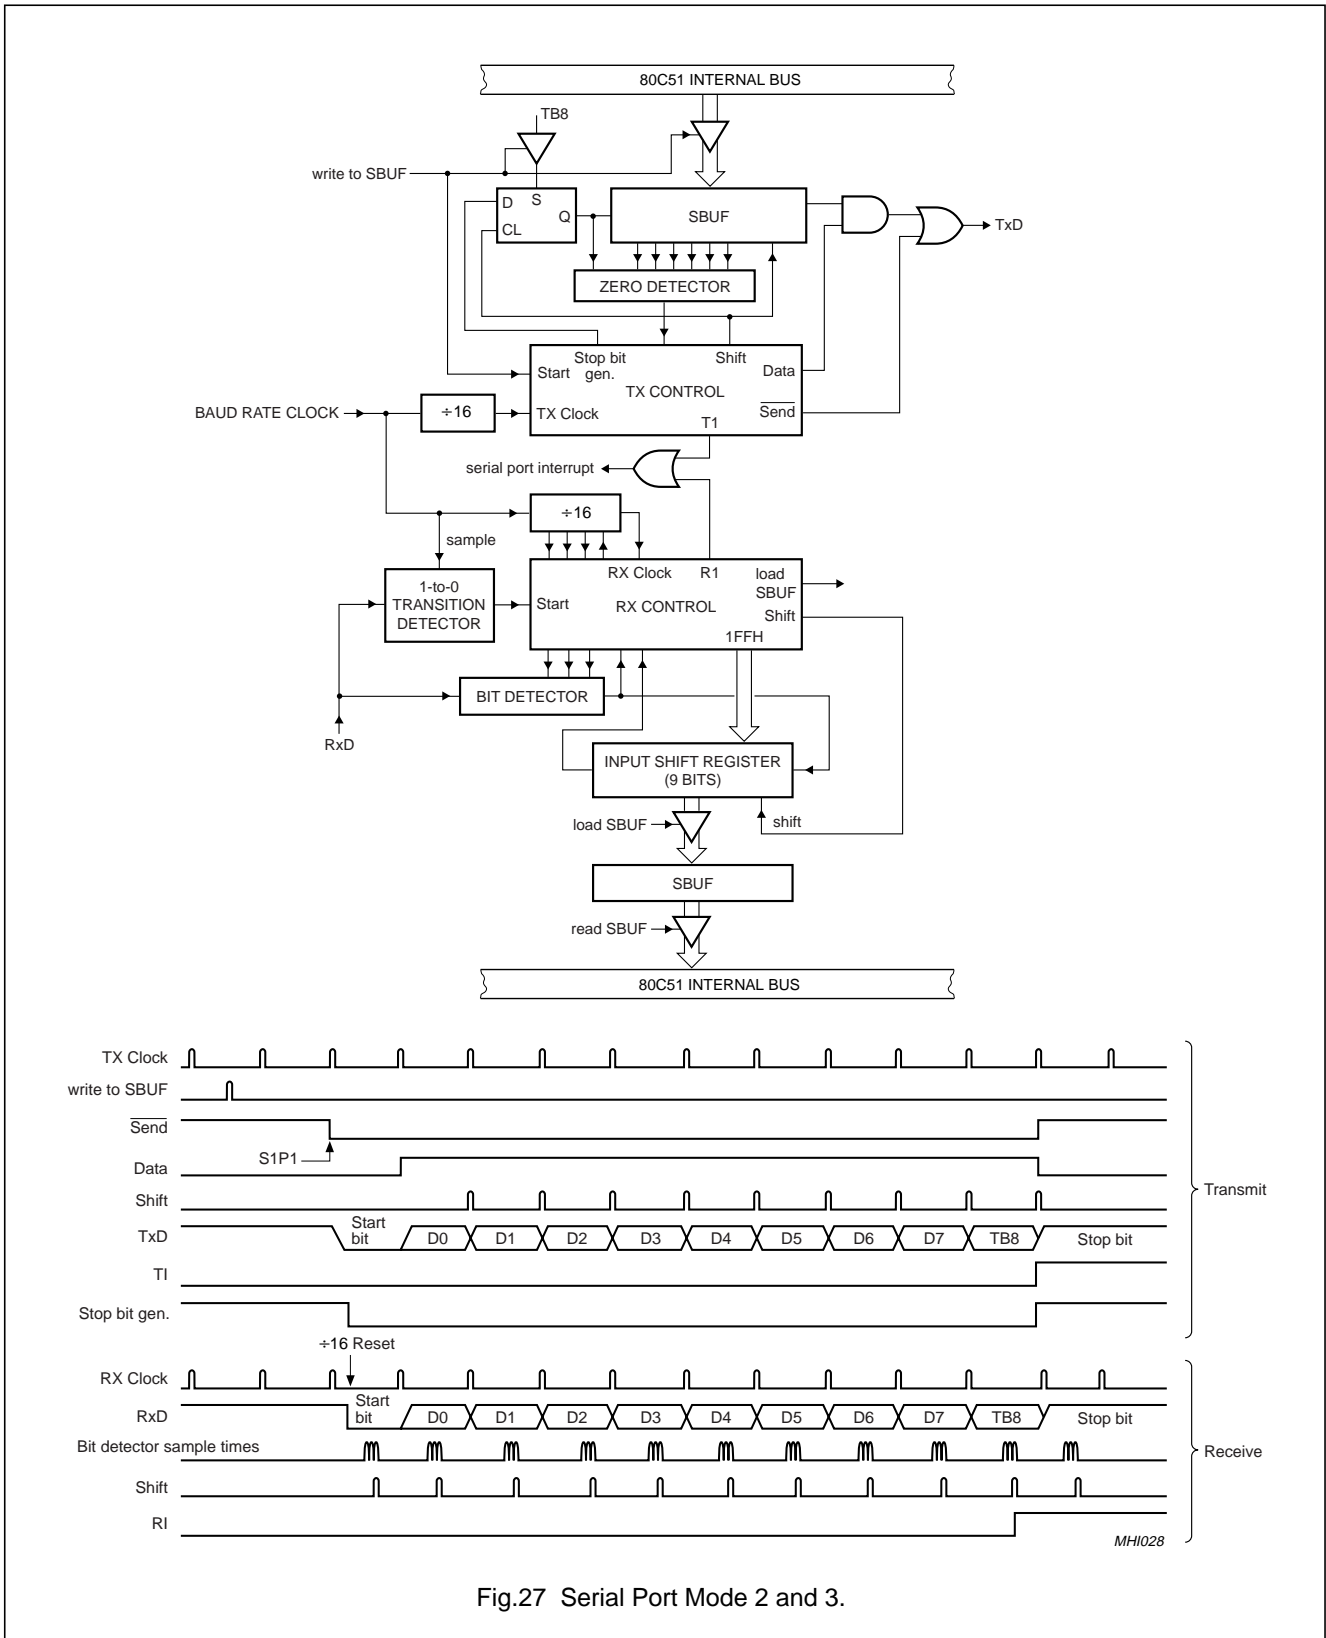 80C51 INTERNAL BUS
TB8
write to SBUF
D
S
Q
CL
SBUF
TxD
ZERO DETECTOR
Stop bit
gen.
Shift
Start
Data
TX CONTROL
BAUD RATE CLOCK
÷16
TX Clock
Send
T1
serial port interrupt
÷16
sample
RX Clock
R1
load
SBUF
1-to-0
TRANSITION
DETECTOR
Start
RX CONTROL
Shift
1FFH
BIT DETECTOR
RxD
INPUT SHIFT REGISTER
(9 BITS)
load SBUF
shift
SBUF
read SBUF
80C51 INTERNAL BUS
TX Clock
write to SBUF
Send
S1P1
Data
Shift
Transmit
TxD
Start
bit
D0 D1 D2 D3 D4 D5 D6 D7 TB8 Stop bit
TI
Stop bit gen.
÷16 Reset
RX Clock
RxD
Start
bit
D0 D1 D2 D3 D4 D5 D6 D7 TB8 Stop bit
Bit detector sample times
Receive
Shift
RI
MHI028
Fig.27 Serial Port Mode 2 and 3.